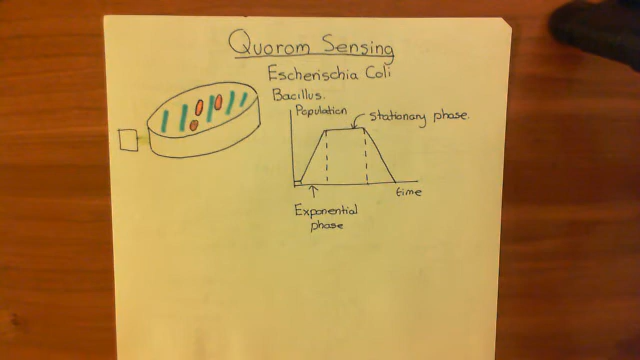 Quorom Sensing
Escherischia Coli
Bacillus.
Population
stationary phase.
time
Exponential
phase